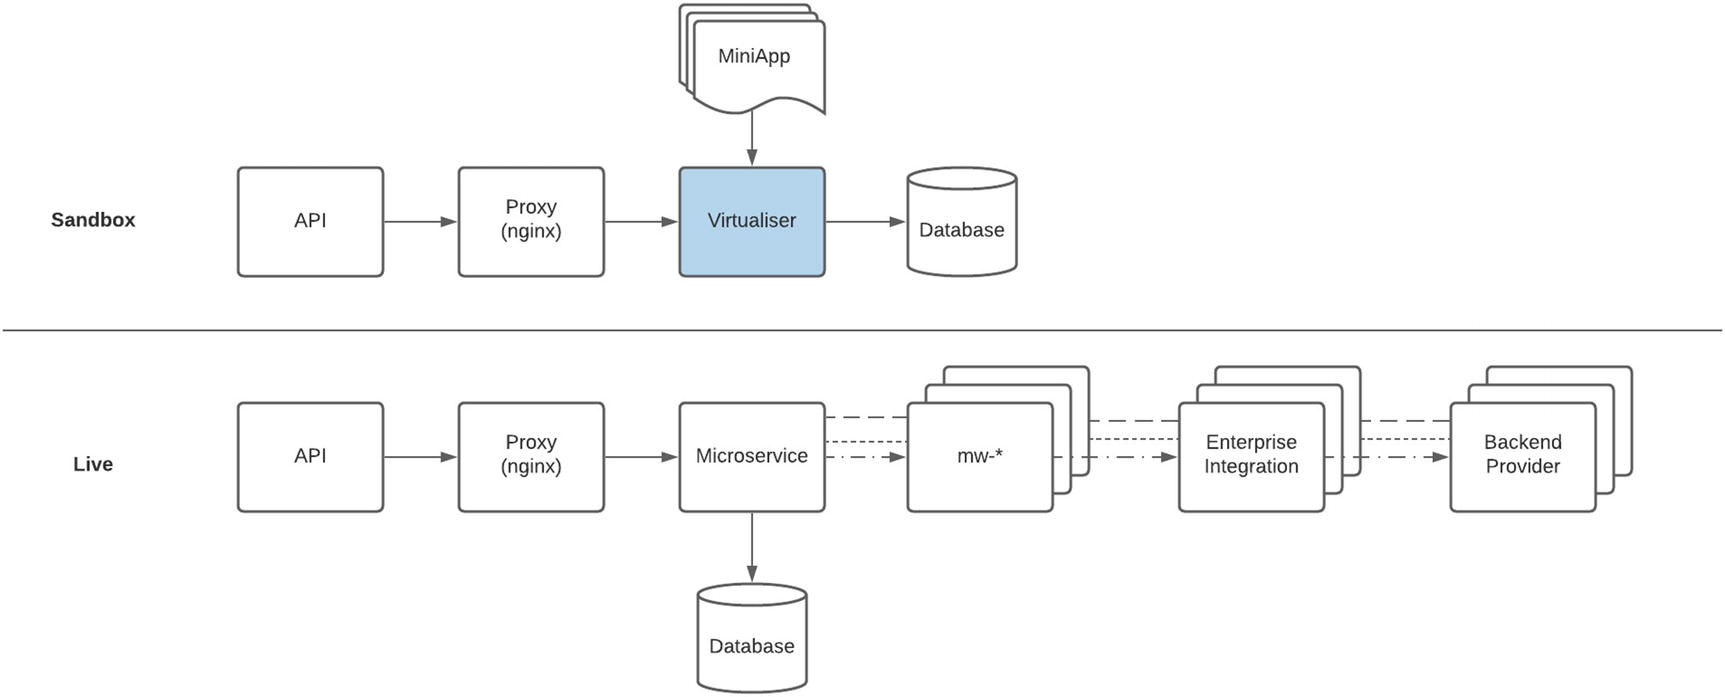 MiniApp
Sandbox
API
Proxy
(nginx)
Virtualiser
Database
Live
API
Proxy
(nginx)
Microservice
mw-*
Enterprise
Integration
Backend
Provider
Database